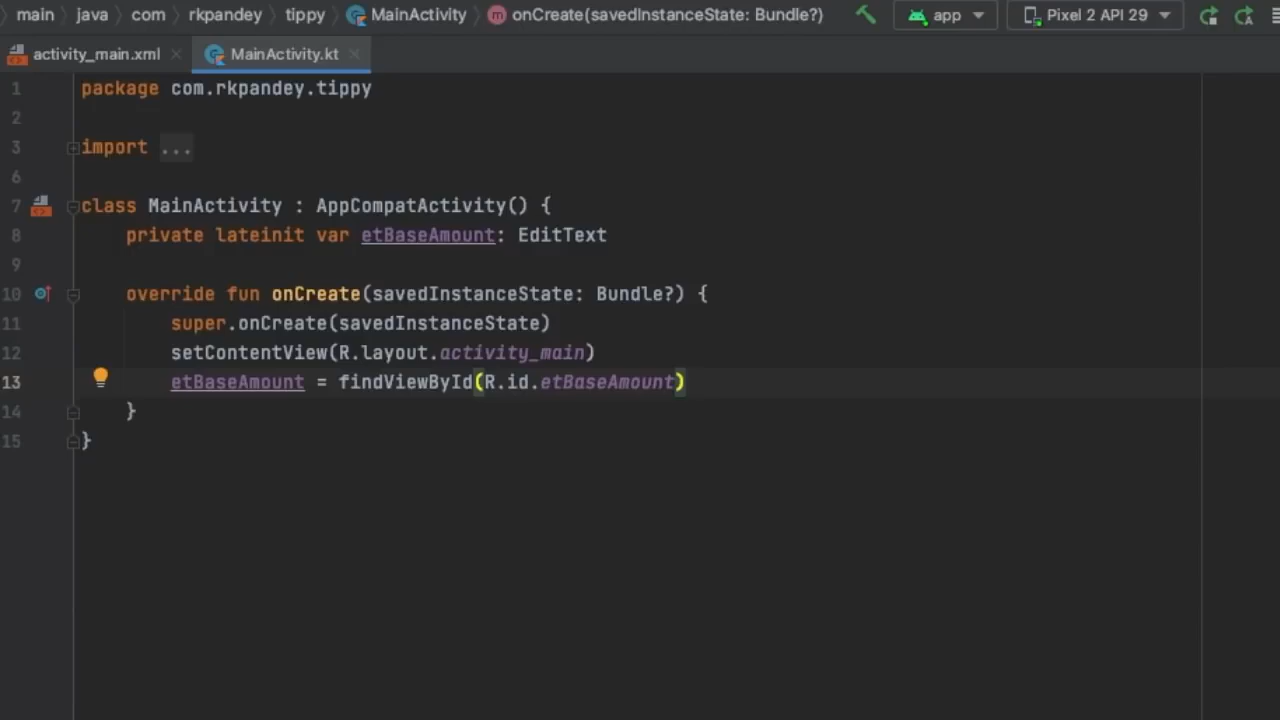 main java com rkpandey tippy MainActivity onCreate(savedInstanceState: Bundle?) app Pixel 2 API 29
activity_main.xml MainActivity.kt
1 package com.rkpandey.tippy
2
3 import ...
6
7 class MainActivity : AppCompatActivity() {
8 private lateinit var etBaseAmount: EditText
9
10 override fun onCreate(savedInstanceState: Bundle?) {
11 super.onCreate(savedInstanceState)
12 setContentView(R.layout.activity_main)
13 etBaseAmount = findViewById(R.id.etBaseAmount)
14 }
15 }